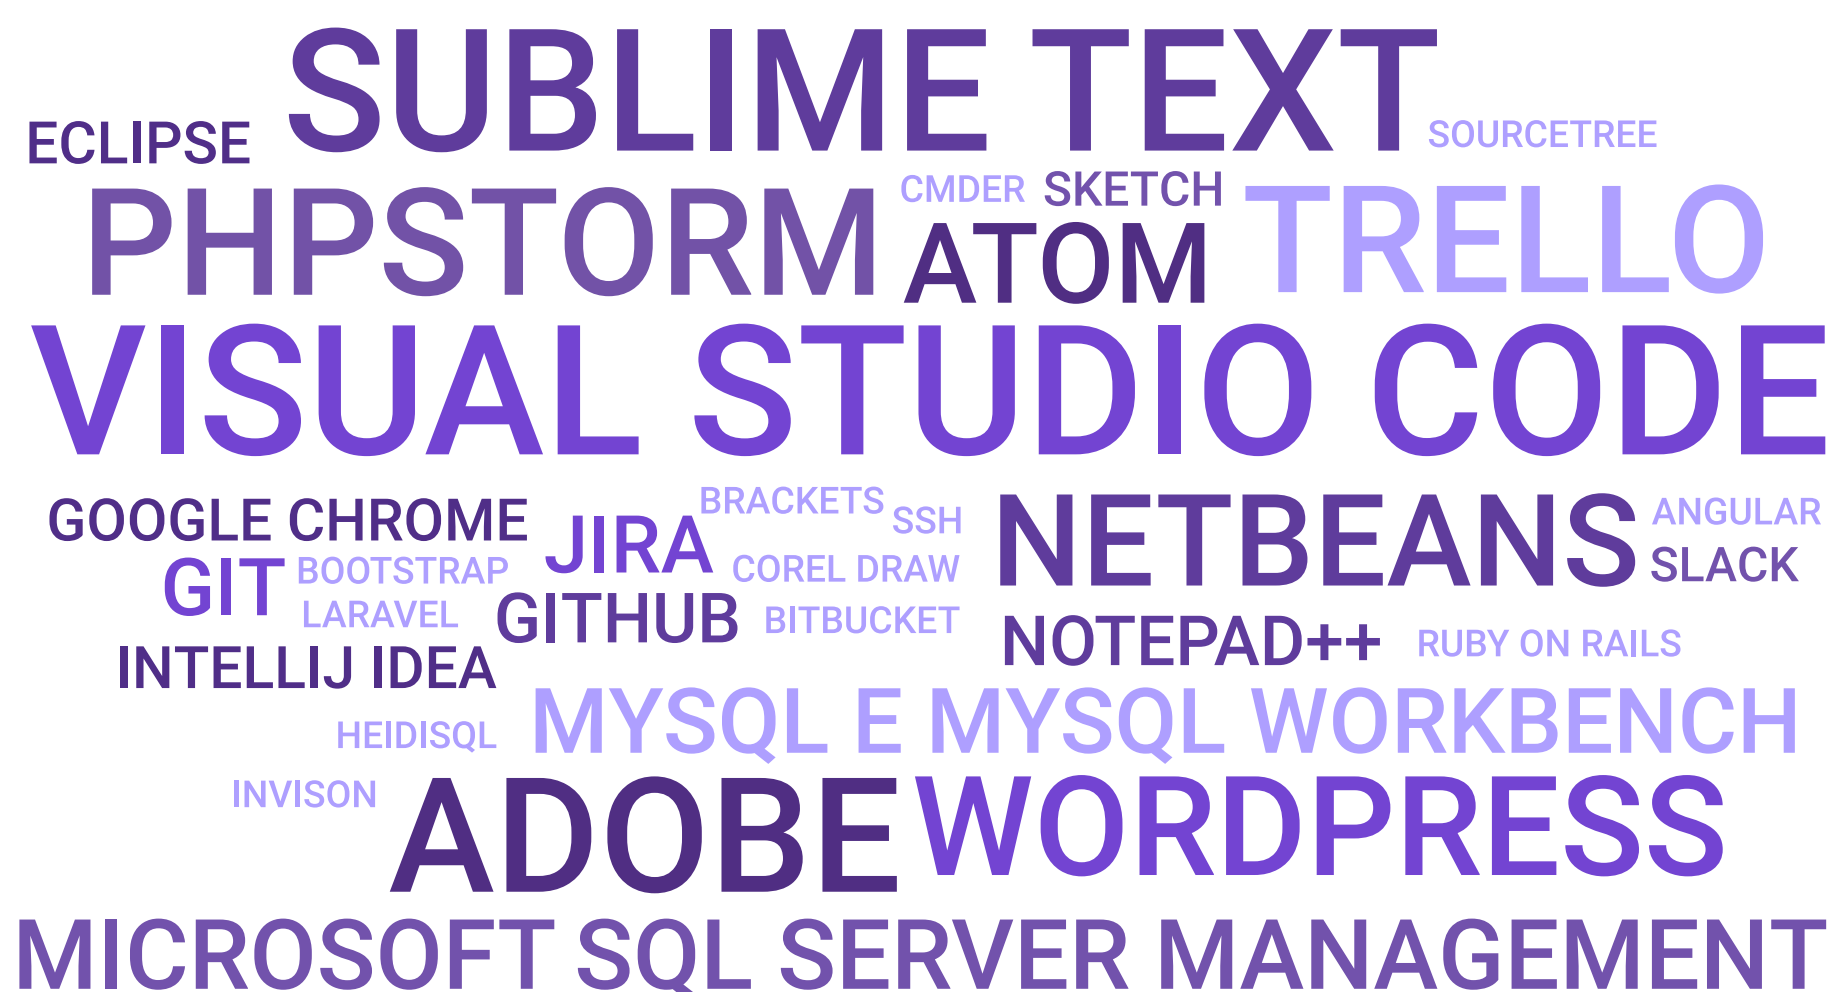 SUBLIME TEXT
ECLIPSE
SOURCETREE
PHPSTORM
CMDER
SKETCH
TRELLO
ATOM
VISUAL STUDIO CODE
GOOGLE CHROME
JIRA
BRACKETS
SSH
NETBEANS
ANGULAR
GIT
BOOTSTRAP
COREL DRAW
SLACK
LARAVEL
GITHUB
BITBUCKET
NOTEPAD++
RUBY ON RAILS
INTELLIJ IDEA
HEIDISQL
MYSQL E MYSQL WORKBENCH
INVISON
ADOBE
WORDPRESS
MICROSOFT SQL SERVER MANAGEMENT